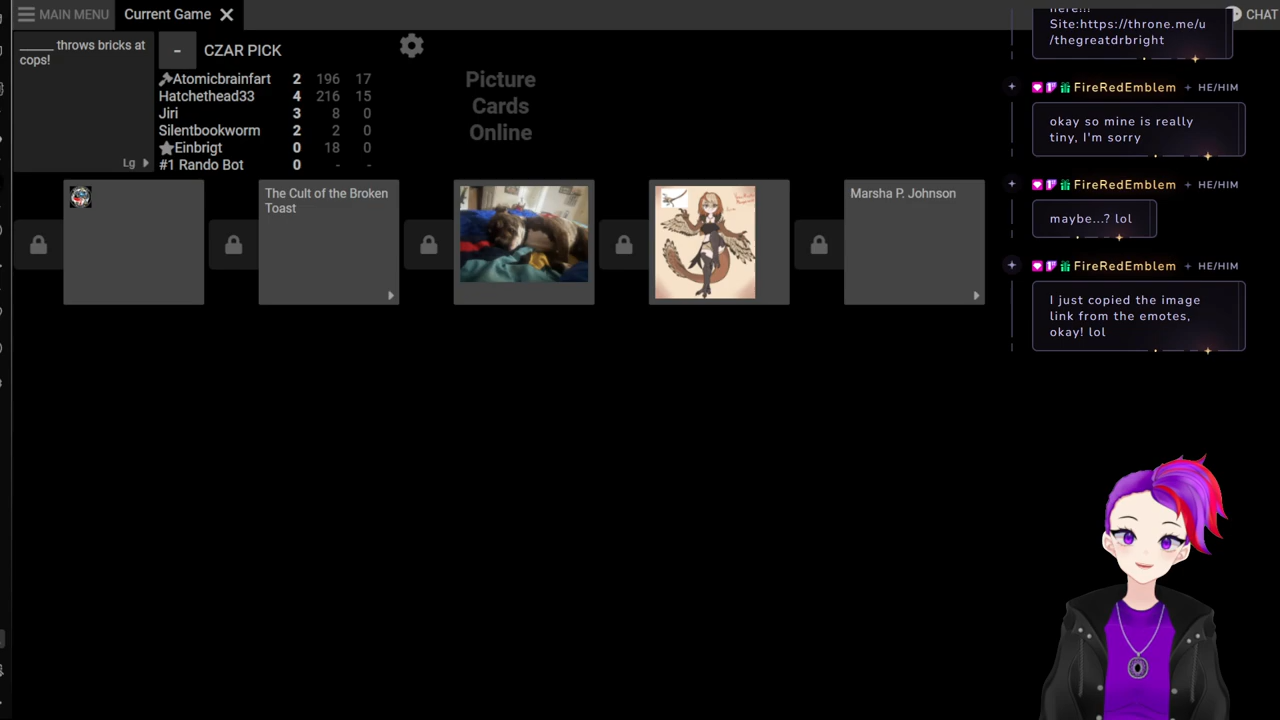 MAIN MENU
Current Game
CHAT
_____ throws bricks at
cops!
Lg
-
CZAR PICK
Atomicbrainfart 2 196 17
Hatchethead33 4 216 15
Jiri 3 8 0
Silentbookworm 2 2 0
Einbrigt 0 18 0
#1 Rando Bot 0 - -
Picture
Cards
Online
The Cult of the Broken
Toast
Marsha P. Johnson
here!!!
Site:https://throne.me/u
/thegreatdrbright
FireRedEmblem HE/HIM
okay so mine is really
tiny, I'm sorry
FireRedEmblem HE/HIM
maybe...? lol
FireRedEmblem HE/HIM
I just copied the image
link from the emotes,
okay! lol